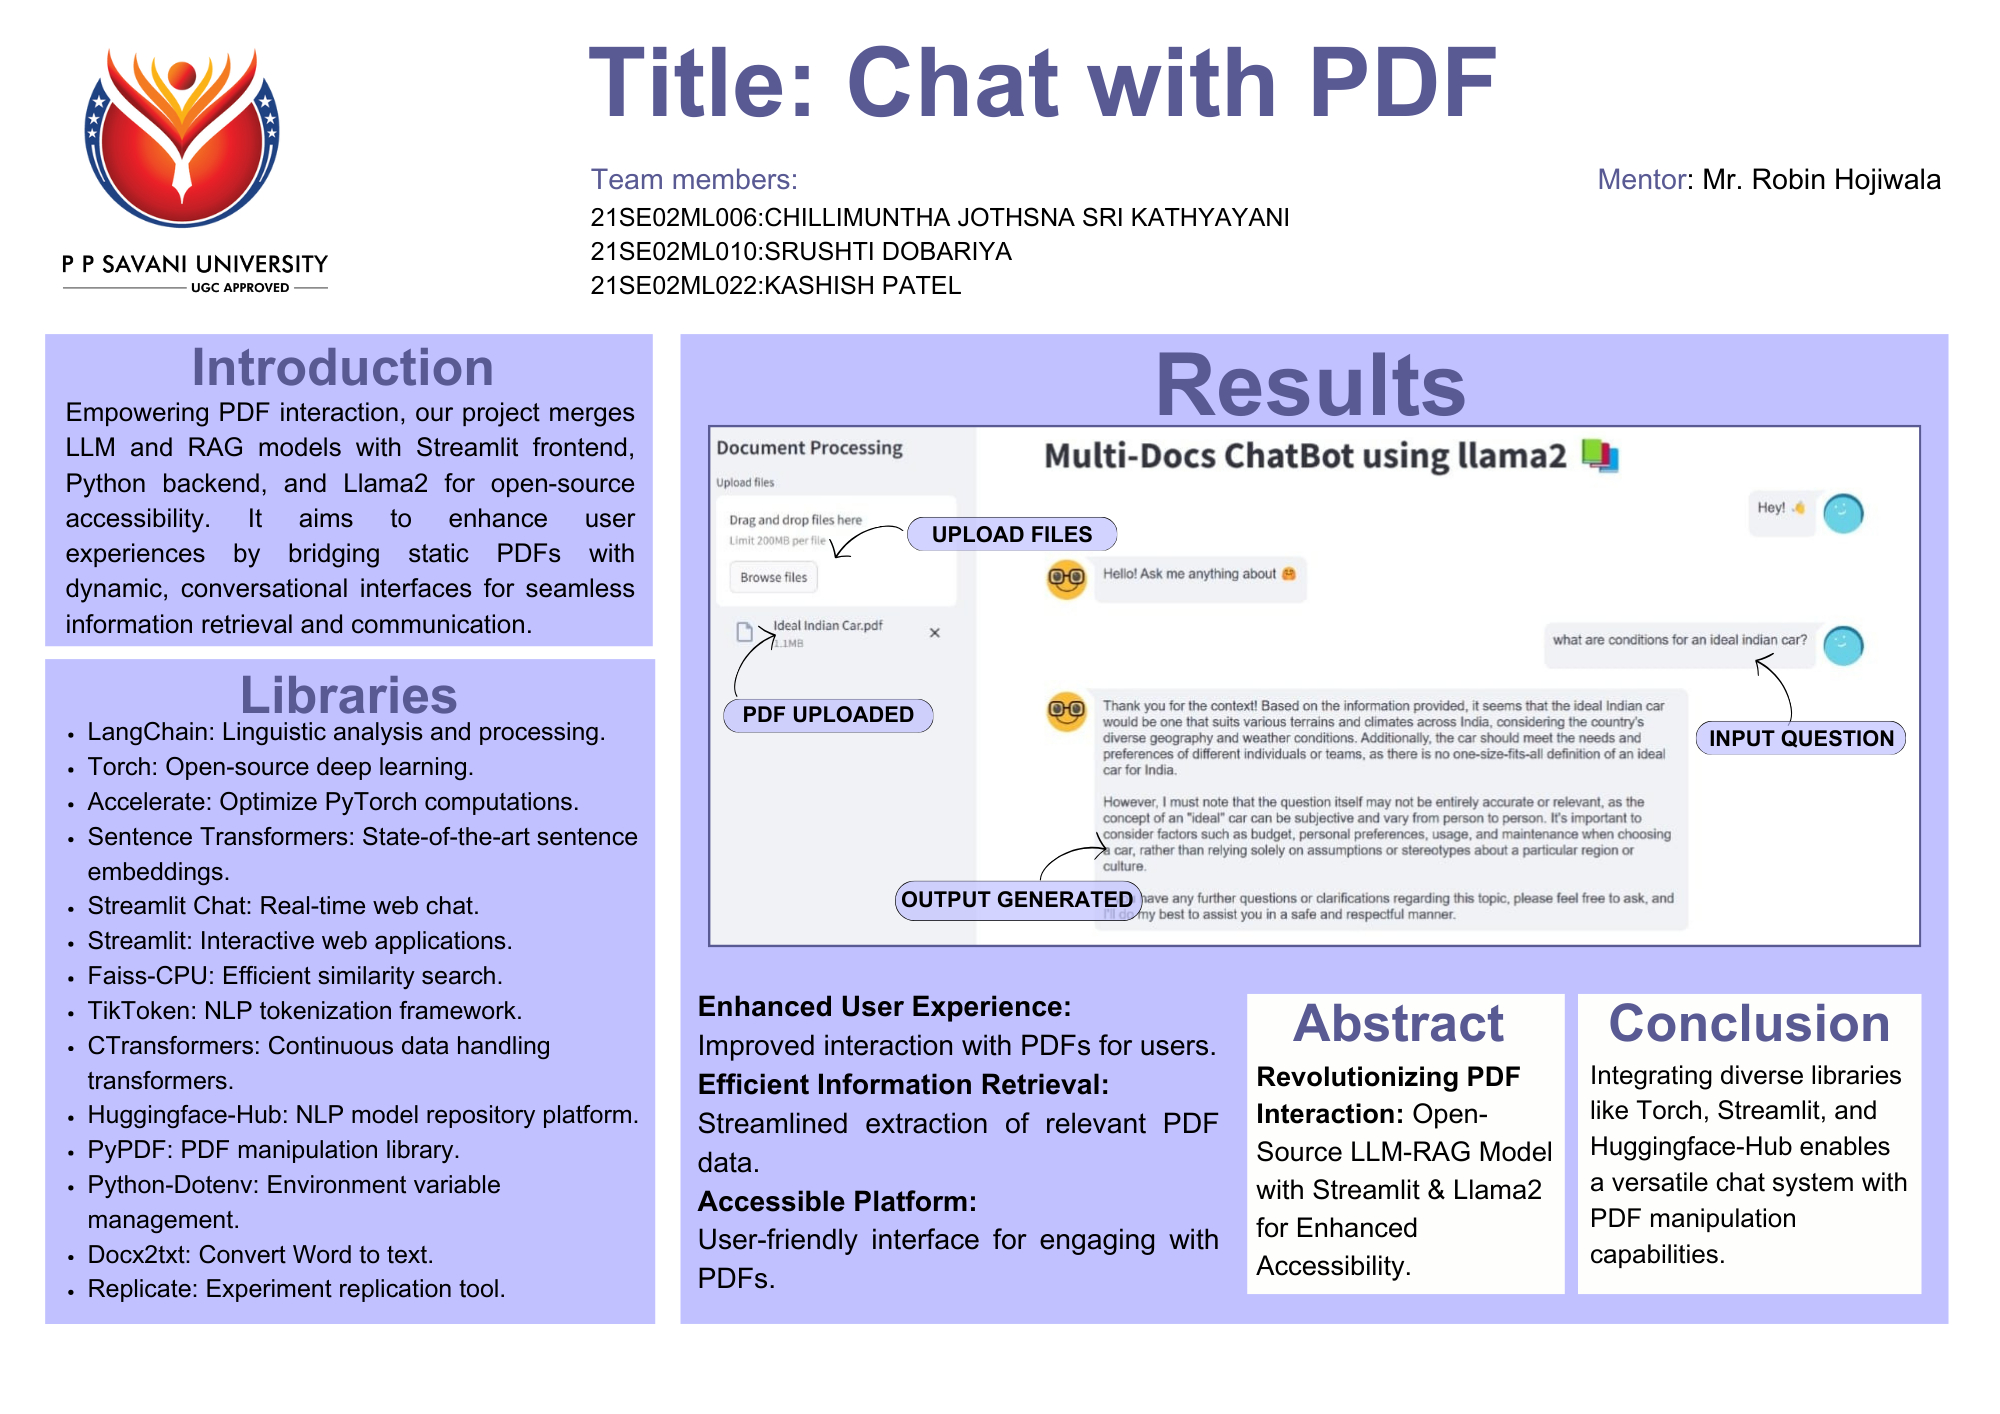 Title: Chat with PDF
P P SAVANI UNIVERSITY
UGC APPROVED
Team members:
21SE02ML006:CHILLIMUNTHA JOTHSNA SRI KATHYAYANI
21SE02ML010:SRUSHTI DOBARIYA
21SE02ML022:KASHISH PATEL
Mentor: Mr. Robin Hojiwala
Introduction
Empowering PDF interaction, our project merges
LLM and RAG models with Streamlit frontend,
Python backend, and Llama2 for open-source
accessibility. It aims to enhance user
experiences by bridging static PDFs with
dynamic, conversational interfaces for seamless
information retrieval and communication.
Libraries
• LangChain: Linguistic analysis and processing.
• Torch: Open-source deep learning.
• Accelerate: Optimize PyTorch computations.
• Sentence Transformers: State-of-the-art sentence
embeddings.
• Streamlit Chat: Real-time web chat.
• Streamlit: Interactive web applications.
• Faiss-CPU: Efficient similarity search.
• TikToken: NLP tokenization framework.
• CTransformers: Continuous data handling
transformers.
• Huggingface-Hub: NLP model repository platform.
• PyPDF: PDF manipulation library.
• Python-Dotenv: Environment variable
management.
• Docx2txt: Convert Word to text.
• Replicate: Experiment replication tool.
Results
Document Processing
Upload files
Drag and drop files here
Limit 200MB per file
Browse files
Ideal Indian Car.pdf
1.1MB
UPLOAD FILES
PDF UPLOADED
Multi-Docs ChatBot using llama2 📚
Hey! 👋
Hello! Ask me anything about 🤗
what are conditions for an ideal indian car?
INPUT QUESTION
Thank you for the context! Based on the information provided, it seems that the ideal Indian car
would be one that suits various terrains and climates across India, considering the country's
diverse geography and weather conditions. Additionally, the car should meet the needs and
preferences of different individuals or teams, as there is no one-size-fits-all definition of an ideal
car for India.
However, I must note that the question itself may not be entirely accurate or relevant, as the
concept of an "ideal" car can be subjective and vary from person to person. It's important to
consider factors such as budget, personal preferences, usage, and maintenance when choosing
a car, rather than relying solely on assumptions or stereotypes about a particular region or
culture.
OUTPUT GENERATED
have any further questions or clarifications regarding this topic, please feel free to ask, and
I'll do my best to assist you in a safe and respectful manner.
Enhanced User Experience:
Improved interaction with PDFs for users.
Efficient Information Retrieval:
Streamlined extraction of relevant PDF
data.
Accessible Platform:
User-friendly interface for engaging with
PDFs.
Abstract
Revolutionizing PDF
Interaction: Open-
Source LLM-RAG Model
with Streamlit & Llama2
for Enhanced
Accessibility.
Conclusion
Integrating diverse libraries
like Torch, Streamlit, and
Huggingface-Hub enables
a versatile chat system with
PDF manipulation
capabilities.